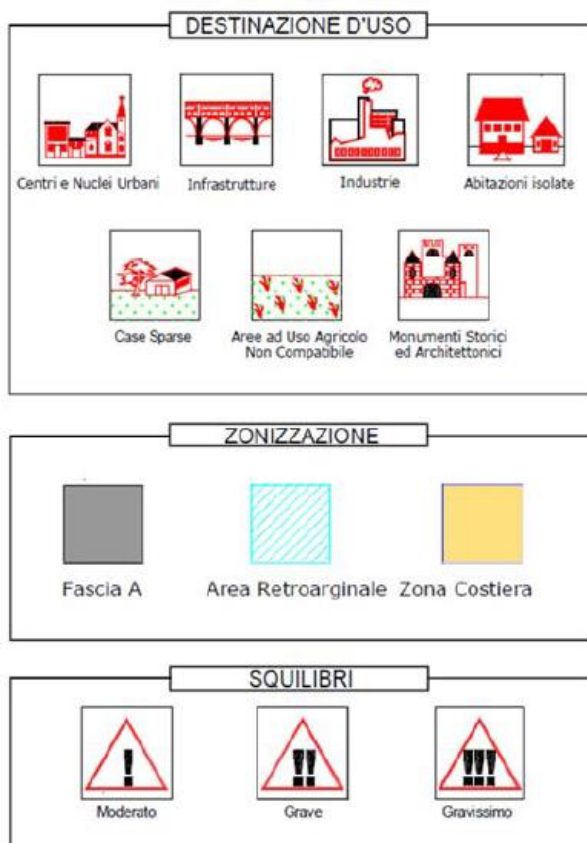 DESTINAZIONE D'USO
Centri e Nuclei Urbani
Infrastrutture
Industrie
Abitazioni isolate
Case Sparse
Aree ad Uso Agricolo
Non Compatibile
Monumenti Storici
ed Architettonici
ZONIZZAZIONE
Fascia A
Area Retroarginale
Zona Costiera
SQUILIBRI
!
Moderato
!!
Grave
!!!
Gravissimo